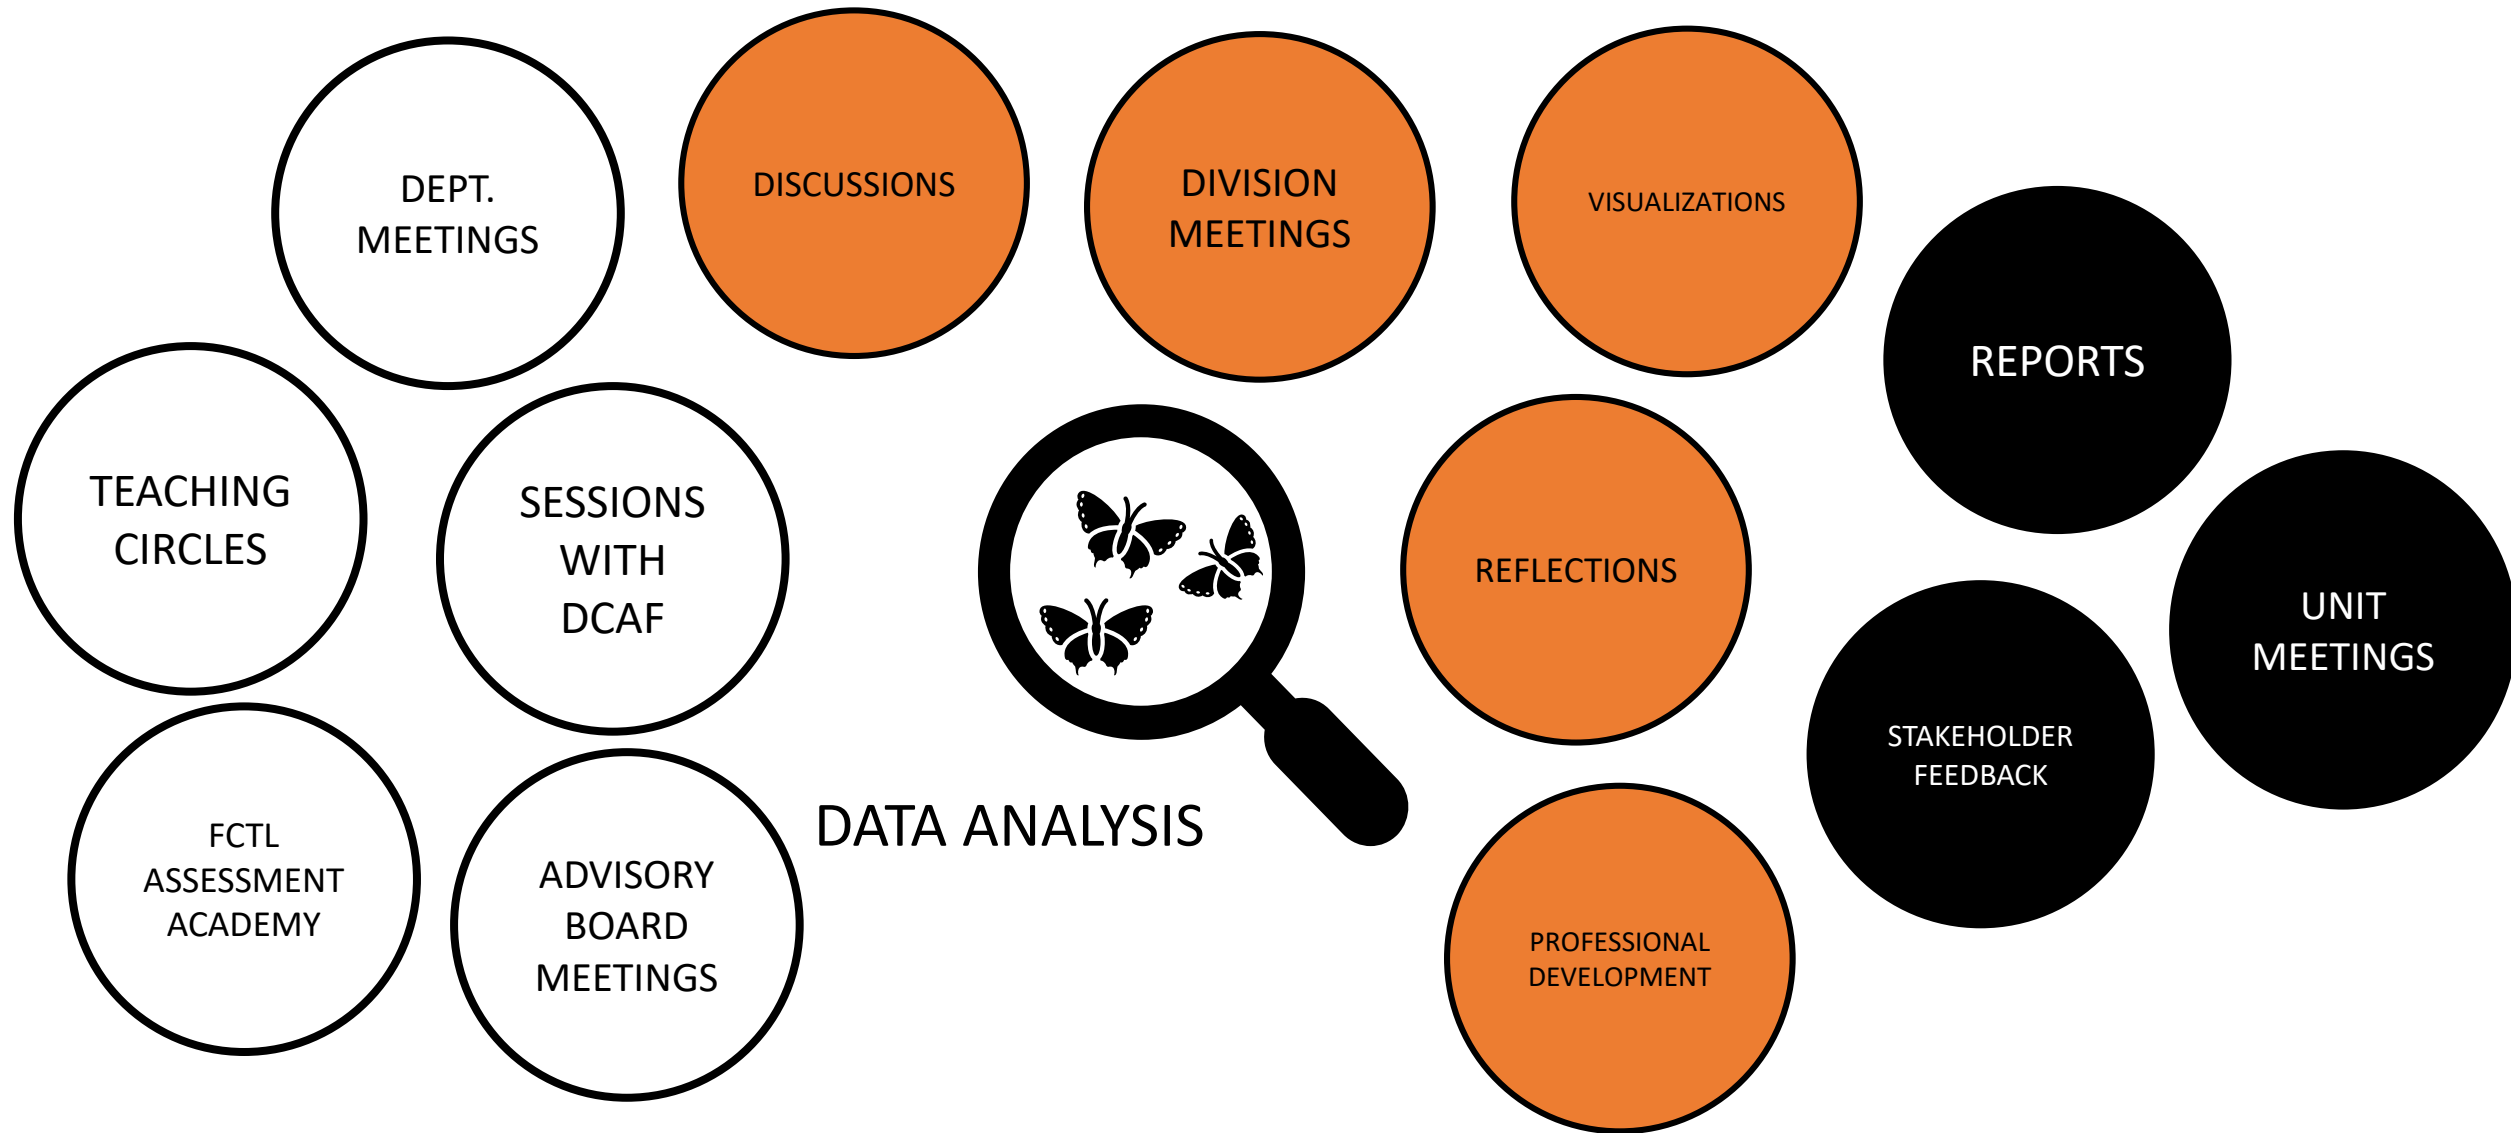 DEPT.
MEETINGS
DISCUSSIONS
DIVISION
MEETINGS
VISUALIZATIONS
REPORTS
TEACHING
CIRCLES
SESSIONS
WITH
DCAF
REFLECTIONS
UNIT
MEETINGS
STAKEHOLDER
FEEDBACK
FCTL
ASSESSMENT
ACADEMY
ADVISORY
BOARD
MEETINGS
DATA ANALYSIS
PROFESSIONAL
DEVELOPMENT